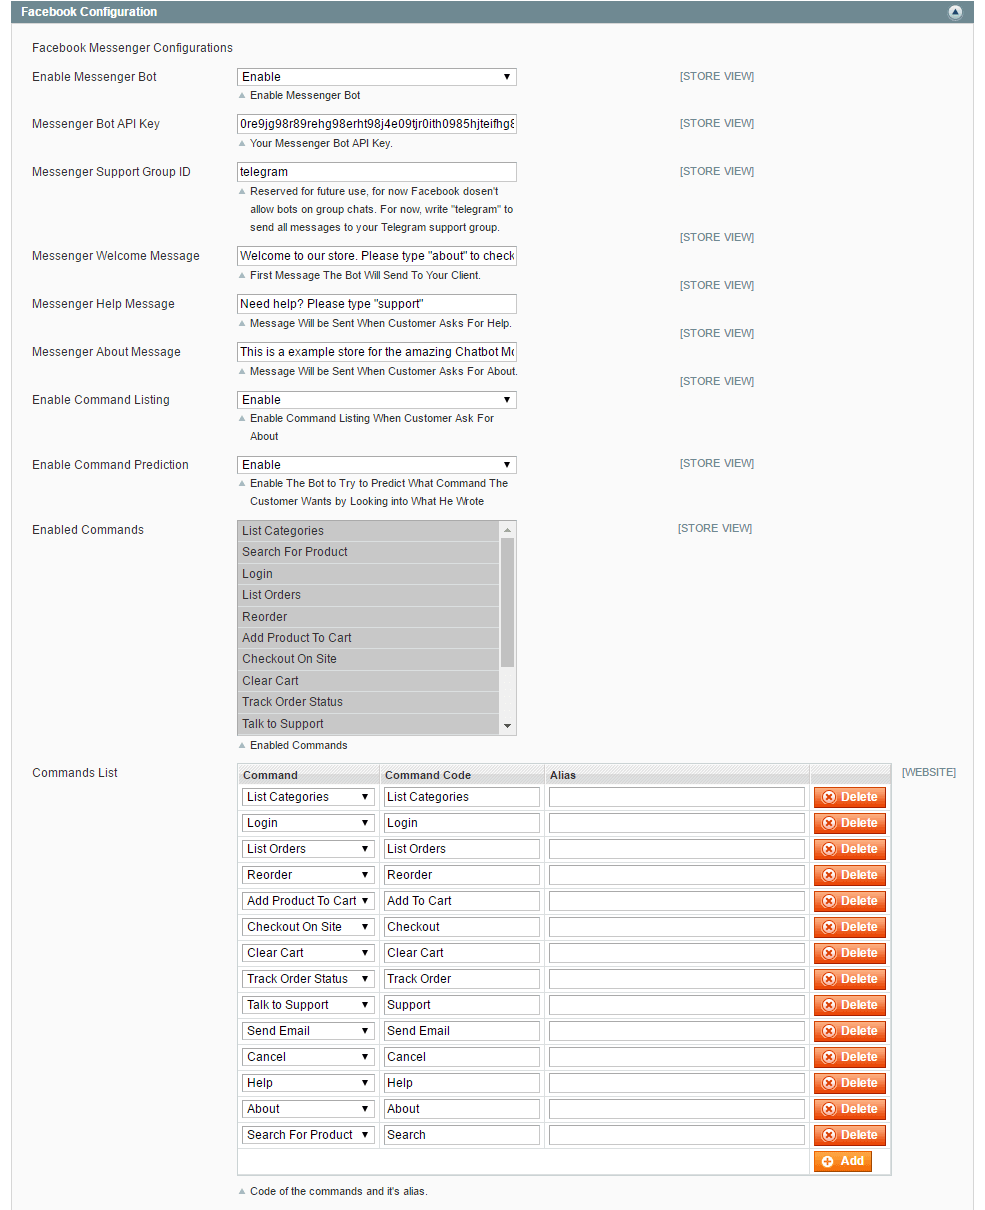 Facebook Configuration
Facebook Messenger Configurations
Enable Messenger Bot Enable [STORE VIEW]
Enable Messenger Bot
Messenger Bot API Key 0re9jg98r89rehg98erht98j4e09tjr0ith0985hjteifhg8 [STORE VIEW]
Your Messenger Bot API Key.
Messenger Support Group ID telegram [STORE VIEW]
Reserved for future use, for now Facebook dosen't
allow bots on group chats. For now, write "telegram" to
send all messages to your Telegram support group.
[STORE VIEW]
Messenger Welcome Message Welcome to our store. Please type "about" to check
First Message The Bot Will Send To Your Client.
[STORE VIEW]
Messenger Help Message Need help? Please type "support"
Message Will be Sent When Customer Asks For Help.
[STORE VIEW]
Messenger About Message This is a example store for the amazing Chatbot Mo
Message Will be Sent When Customer Asks For About.
[STORE VIEW]
Enable Command Listing Enable
Enable Command Listing When Customer Ask For
About
Enable Command Prediction Enable [STORE VIEW]
Enable The Bot to Try to Predict What Command The
Customer Wants by Looking into What He Wrote
Enabled Commands List Categories [STORE VIEW]
Search For Product
Login
List Orders
Reorder
Add Product To Cart
Checkout On Site
Clear Cart
Track Order Status
Talk to Support
Enabled Commands
Commands List Command Command Code Alias [WEBSITE]
List Categories List Categories Delete
Login Login Delete
List Orders List Orders Delete
Reorder Reorder Delete
Add Product To Cart Add To Cart Delete
Checkout On Site Checkout Delete
Clear Cart Clear Cart Delete
Track Order Status Track Order Delete
Talk to Support Support Delete
Send Email Send Email Delete
Cancel Cancel Delete
Help Help Delete
About About Delete
Search For Product Search Delete
Add
Code of the commands and it's alias.